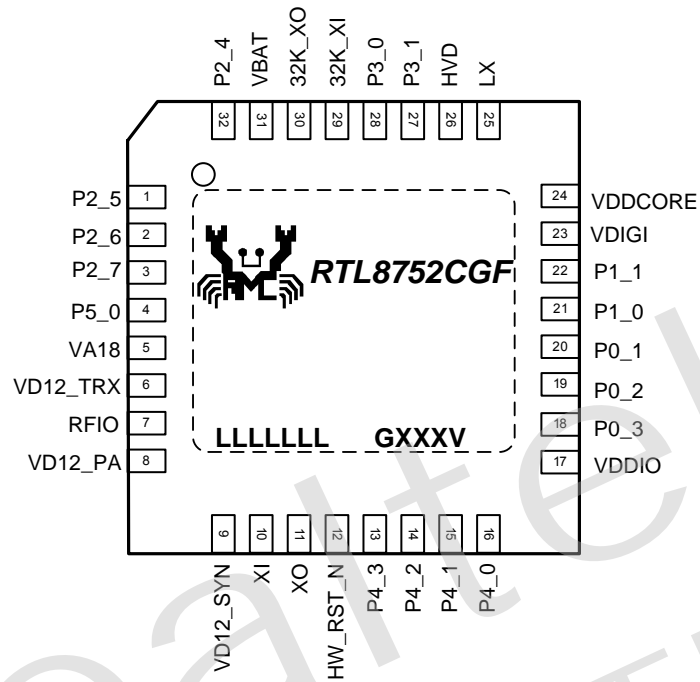 P2_4
VBAT
32K_XO
32K_XI
P3_0
P3_1
HVD
LX
32
31
30
29
28
27
26
25
P2_5
1
P2_6
2
P2_7
3
P5_0
4
VA18
5
VD12_TRX
6
RFIO
7
VD12_PA
8
RTL8752CGF
LLLLLLL GXXXV
24
VDDCORE
23
VDIGI
22
P1_1
21
P1_0
20
P0_1
19
P0_2
18
P0_3
17
VDDIO
9
10
11
12
13
14
15
16
VD12_SYN
XI
XO
HW_RST_N
P4_3
P4_2
P4_1
P4_0